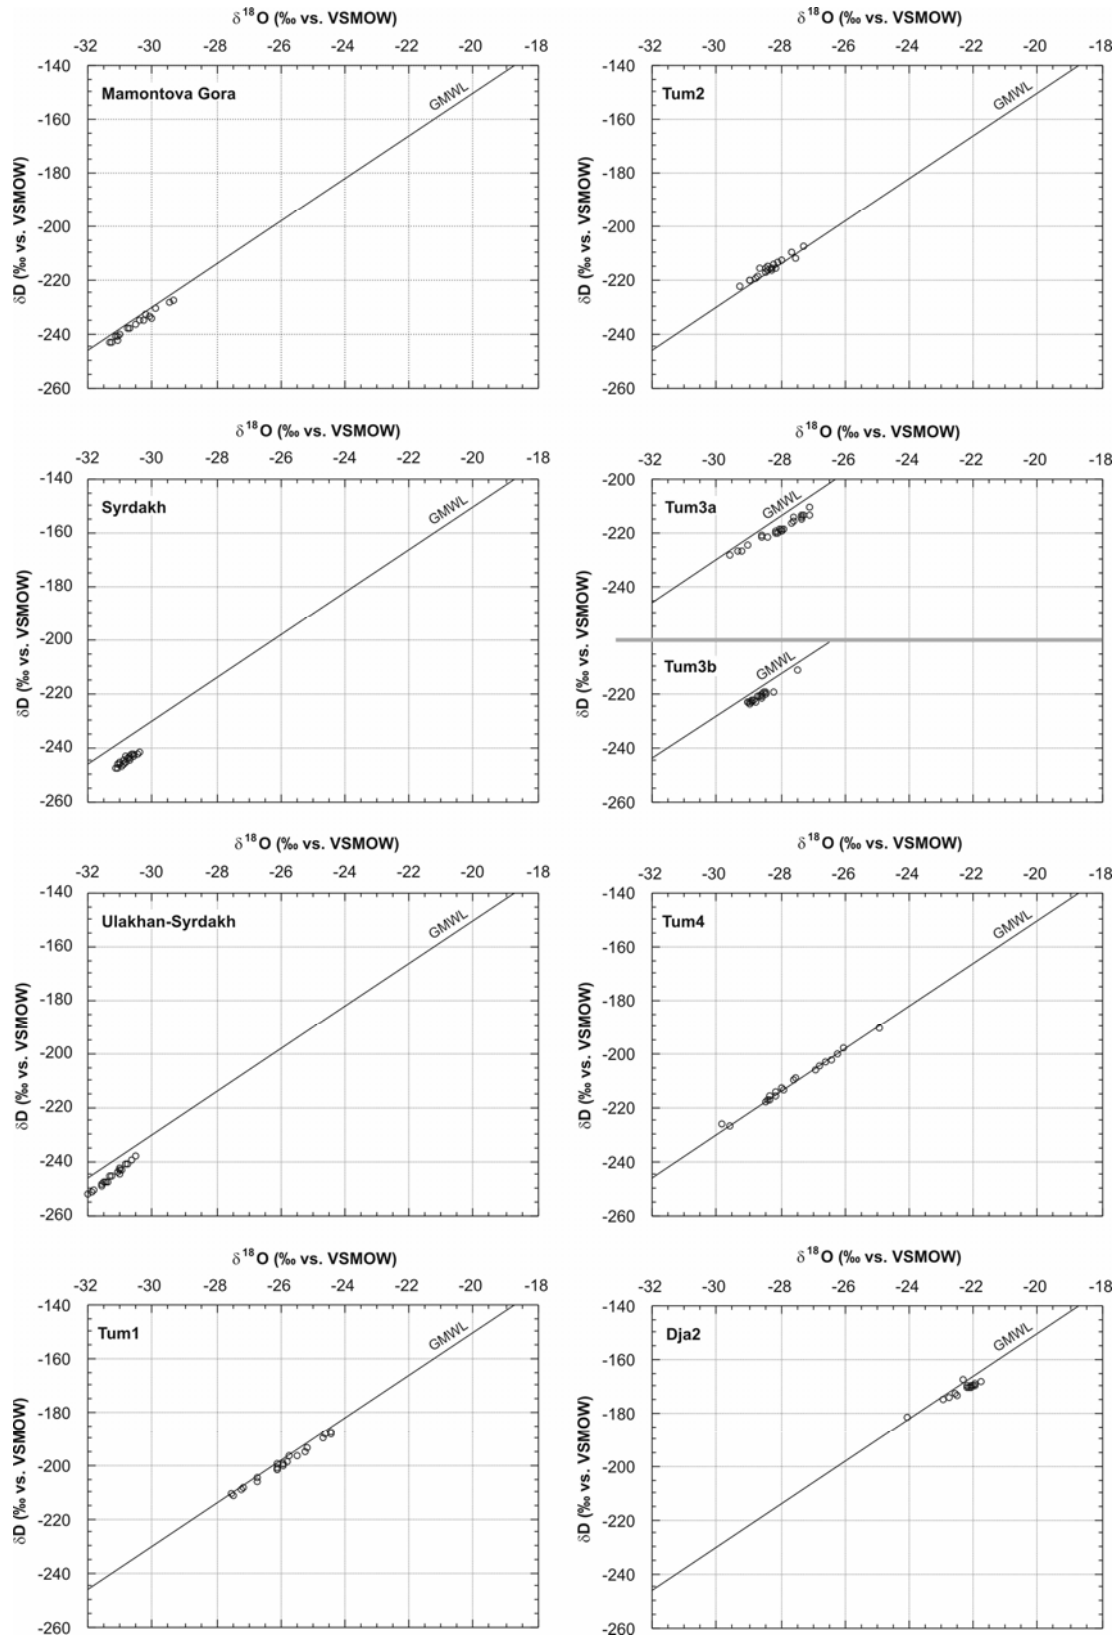 δ¹⁸O (‰ vs. VSMOW)
-32 -30 -28 -26 -24 -22 -20 -18
-140
-160
-180
-200
-220
-240
-260
δD (‰ vs. VSMOW)
Mamontova Gora
GMWL
δ¹⁸O (‰ vs. VSMOW)
-32 -30 -28 -26 -24 -22 -20 -18
-140
-160
-180
-200
-220
-240
-260
δD (‰ vs. VSMOW)
Tum2
GMWL
δ¹⁸O (‰ vs. VSMOW)
-32 -30 -28 -26 -24 -22 -20 -18
-140
-160
-180
-200
-220
-240
-260
δD (‰ vs. VSMOW)
Syrdakh
GMWL
δ¹⁸O (‰ vs. VSMOW)
-32 -30 -28 -26 -24 -22 -20 -18
-200
-220
-240
-220
-240
-260
δD (‰ vs. VSMOW)
Tum3a
GMWL
Tum3b
GMWL
δ¹⁸O (‰ vs. VSMOW)
-32 -30 -28 -26 -24 -22 -20 -18
-140
-160
-180
-200
-220
-240
-260
δD (‰ vs. VSMOW)
Ulakhan-Syrdakh
GMWL
δ¹⁸O (‰ vs. VSMOW)
-32 -30 -28 -26 -24 -22 -20 -18
-140
-160
-180
-200
-220
-240
-260
δD (‰ vs. VSMOW)
Tum4
GMWL
δ¹⁸O (‰ vs. VSMOW)
-32 -30 -28 -26 -24 -22 -20 -18
-140
-160
-180
-200
-220
-240
-260
δD (‰ vs. VSMOW)
Tum1
GMWL
δ¹⁸O (‰ vs. VSMOW)
-32 -30 -28 -26 -24 -22 -20 -18
-140
-160
-180
-200
-220
-240
-260
δD (‰ vs. VSMOW)
Dja2
GMWL